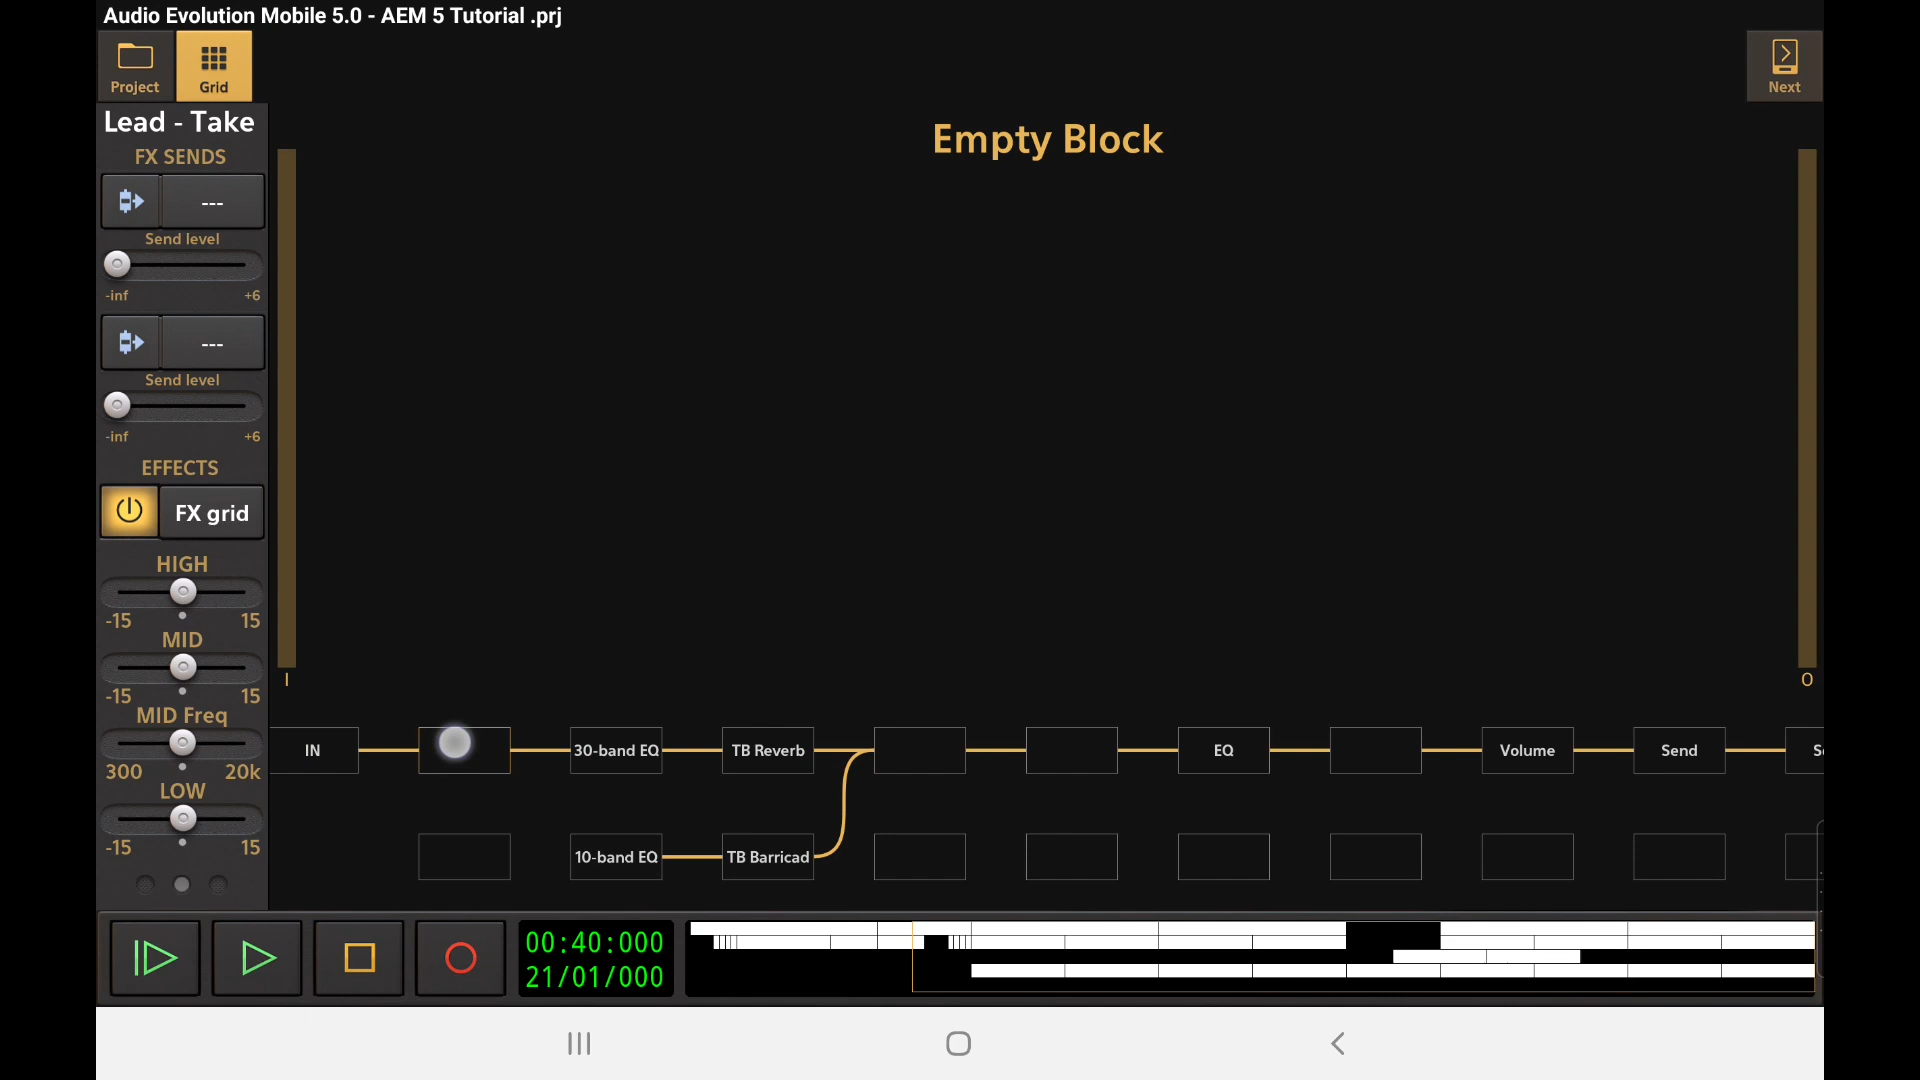 Audio Evolution Mobile 5.0 - AEM 5 Tutorial .prj
Project
Grid
Next
Lead - Take
Empty Block
FX SENDS
---
Send level
-inf +6
---
Send level
-inf +6
EFFECTS
FX grid
HIGH
-15 15
MID
-15 15
MID Freq
300 20k
LOW
-15 15
I
O
IN
30-band EQ
TB Reverb
EQ
Volume
Send
10-band EQ
TB Barricad
00:40:000
21/01/000